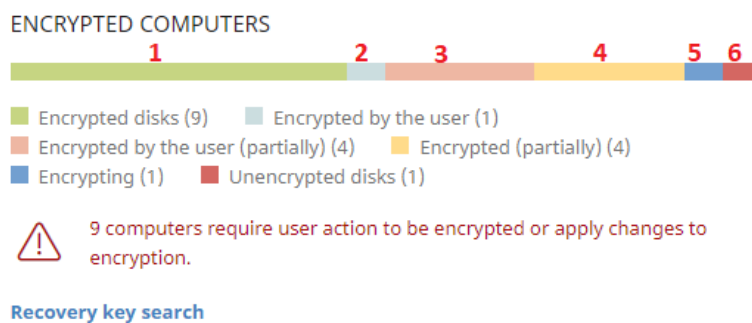 ENCRYPTED COMPUTERS
1 2 3 4 5 6
Encrypted disks (9) Encrypted by the user (1)
Encrypted by the user (partially) (4) Encrypted (partially) (4)
Encrypting (1) Unencrypted disks (1)
9 computers require user action to be encrypted or apply changes to
encryption.
Recovery key search